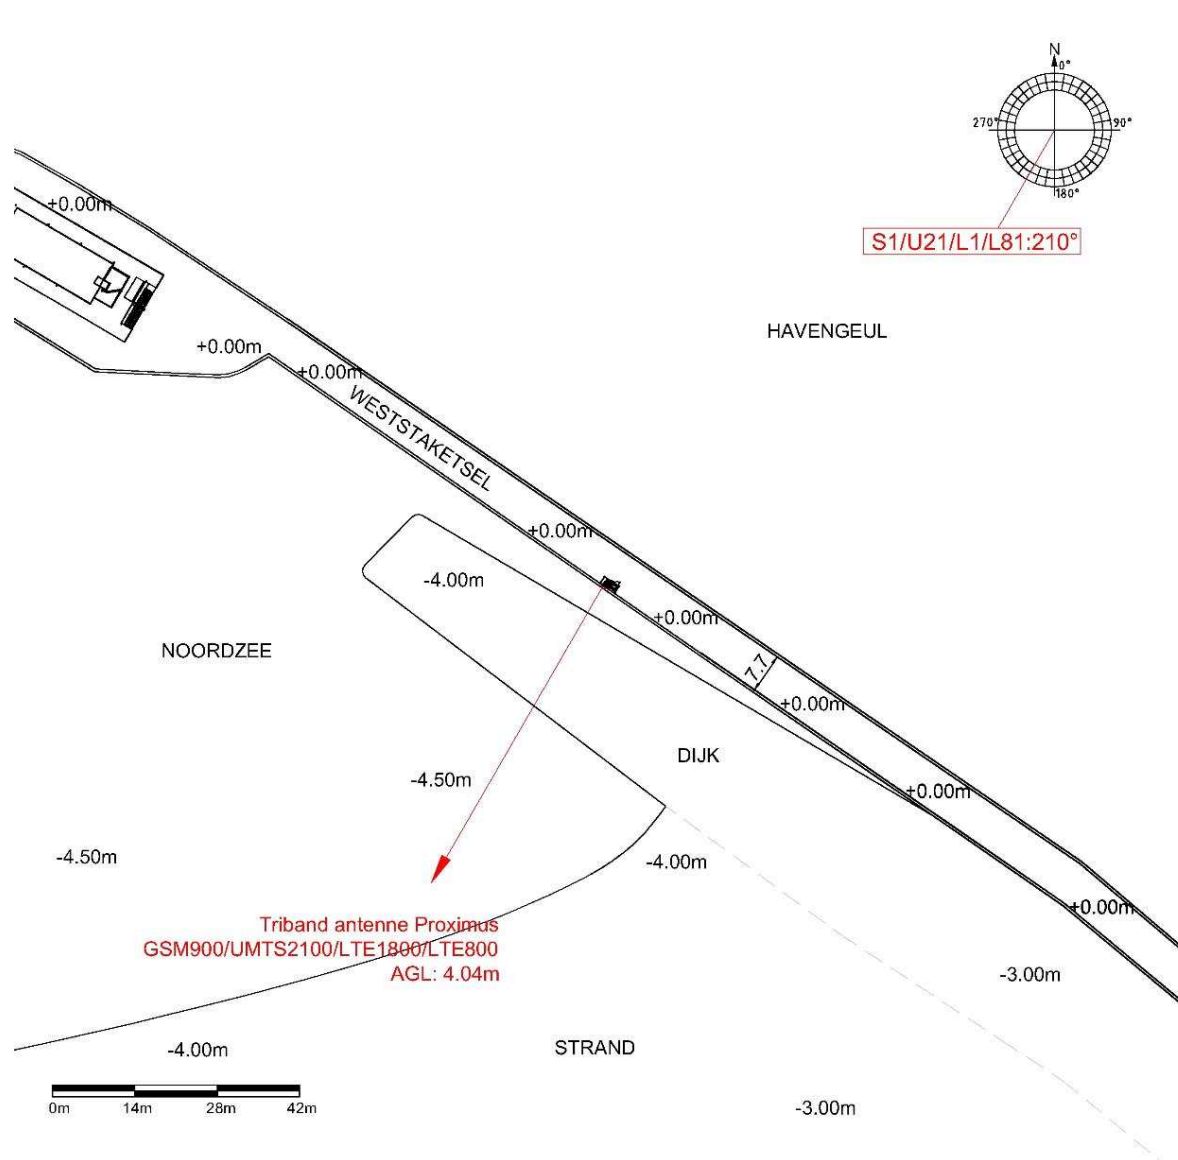 N
0°
270°
90°
180°
S1/U21/L1/L81:210°
+0.00m
HAVENGEUL
+0.00m
+0.00m
WESTSTAKETSEL
+0.00m
-4.00m
+0.00m
NOORDZEE
7.7
+0.00m
DIJK
-4.50m
+0.00m
-4.50m
-4.00m
+0.00m
Triband antenne Proximus
GSM900/UMTS2100/LTE1800/LTE800
AGL: 4.04m
-3.00m
STRAND
-4.00m
0m 14m 28m 42m
-3.00m